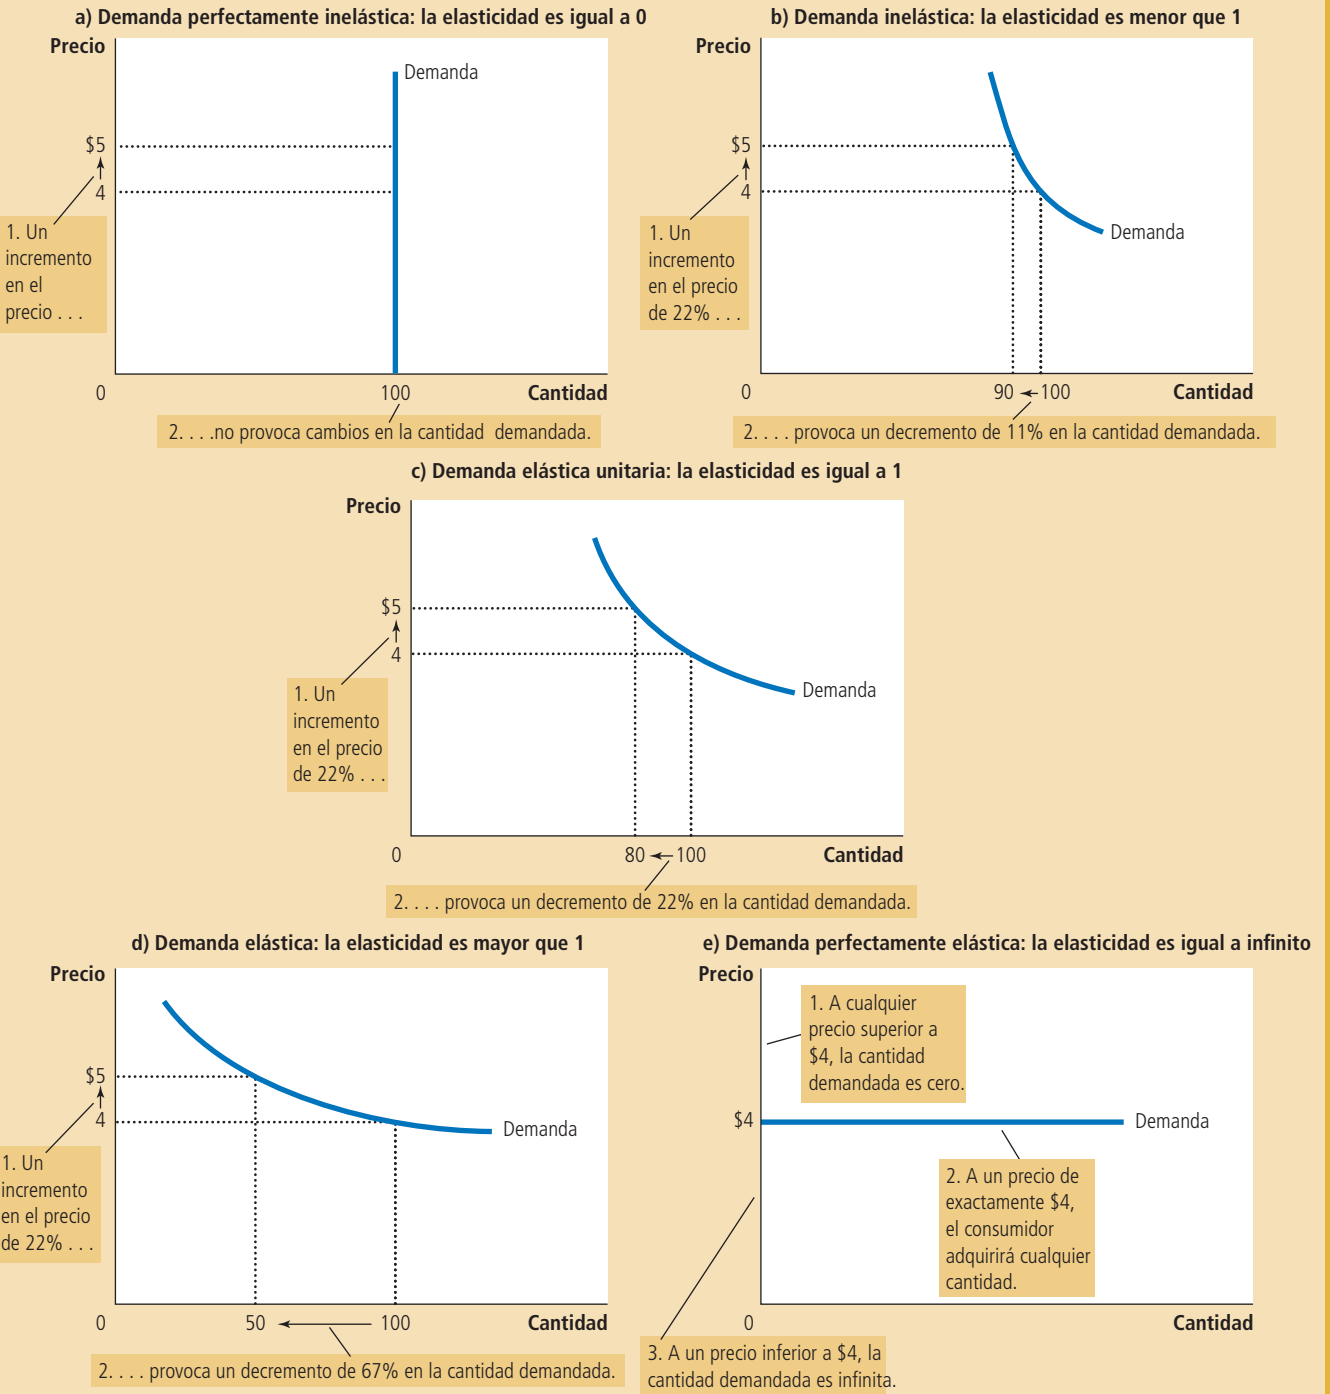 a) Demanda perfectamente inelástica: la elasticidad es igual a 0
Precio
Demanda
$5
4
1. Un
incremento
en el
precio . . .
0
100
Cantidad
2. . . .no provoca cambios en la cantidad demandada.
b) Demanda inelástica: la elasticidad es menor que 1
Precio
$5
4
1. Un
incremento
en el precio
de 22% . . .
Demanda
0
90
100
Cantidad
2. . . . provoca un decremento de 11% en la cantidad demandada.
c) Demanda elástica unitaria: la elasticidad es igual a 1
Precio
$5
4
1. Un
incremento
en el precio
de 22% . . .
Demanda
0
80
100
Cantidad
2. . . . provoca un decremento de 22% en la cantidad demandada.
d) Demanda elástica: la elasticidad es mayor que 1
Precio
$5
4
Demanda
1. Un
incremento
en el precio
de 22% . . .
0
50
100
Cantidad
2. . . . provoca un decremento de 67% en la cantidad demandada.
e) Demanda perfectamente elástica: la elasticidad es igual a infinito
Precio
1. A cualquier
precio superior a
$4, la cantidad
demandada es cero.
$4
Demanda
2. A un precio de
exactamente $4,
el consumidor
adquirirá cualquier
cantidad.
0
Cantidad
3. A un precio inferior a $4, la
cantidad demandada es infinita.